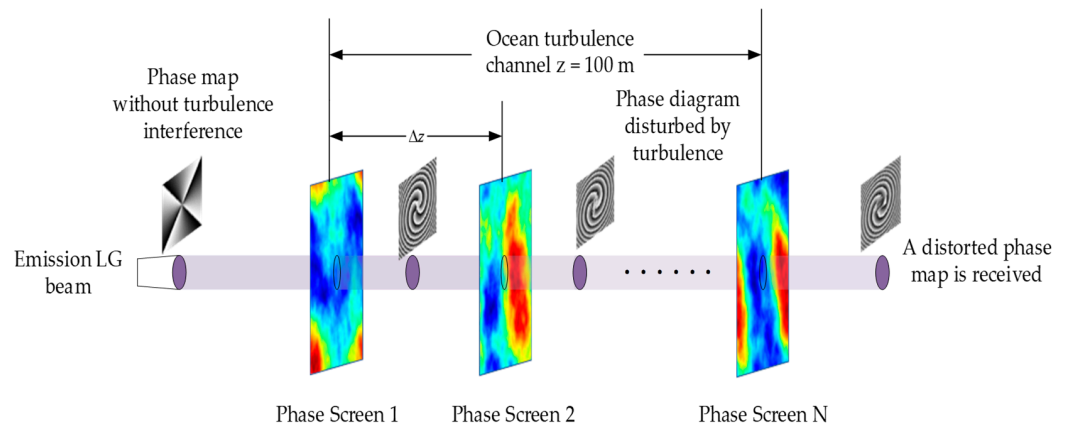 Ocean turbulence
channel z = 100 m
Phase map
without turbulence
interference
Δz
Phase diagram
disturbed by
turbulence
Emission LG
beam
A distorted phase
map is received
Phase Screen 1
Phase Screen 2
Phase Screen N